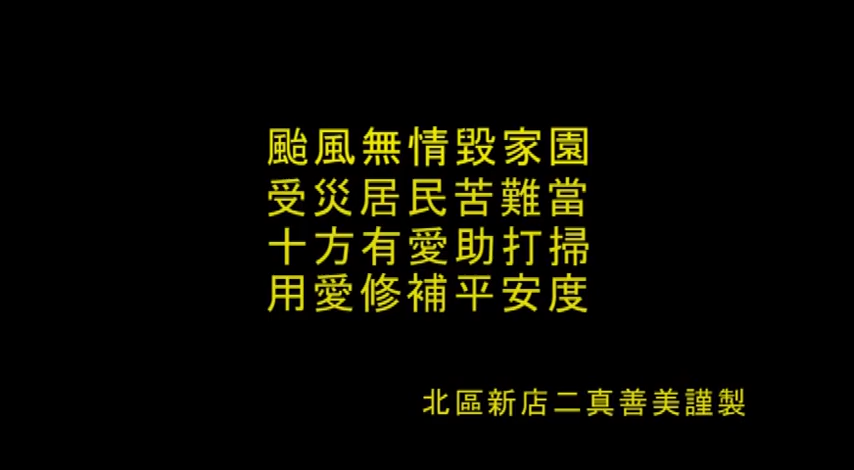 颱風無情毀家園
受災居民苦難當
十方有愛助打掃
用愛修補平安度
北區新店二真善美謹製